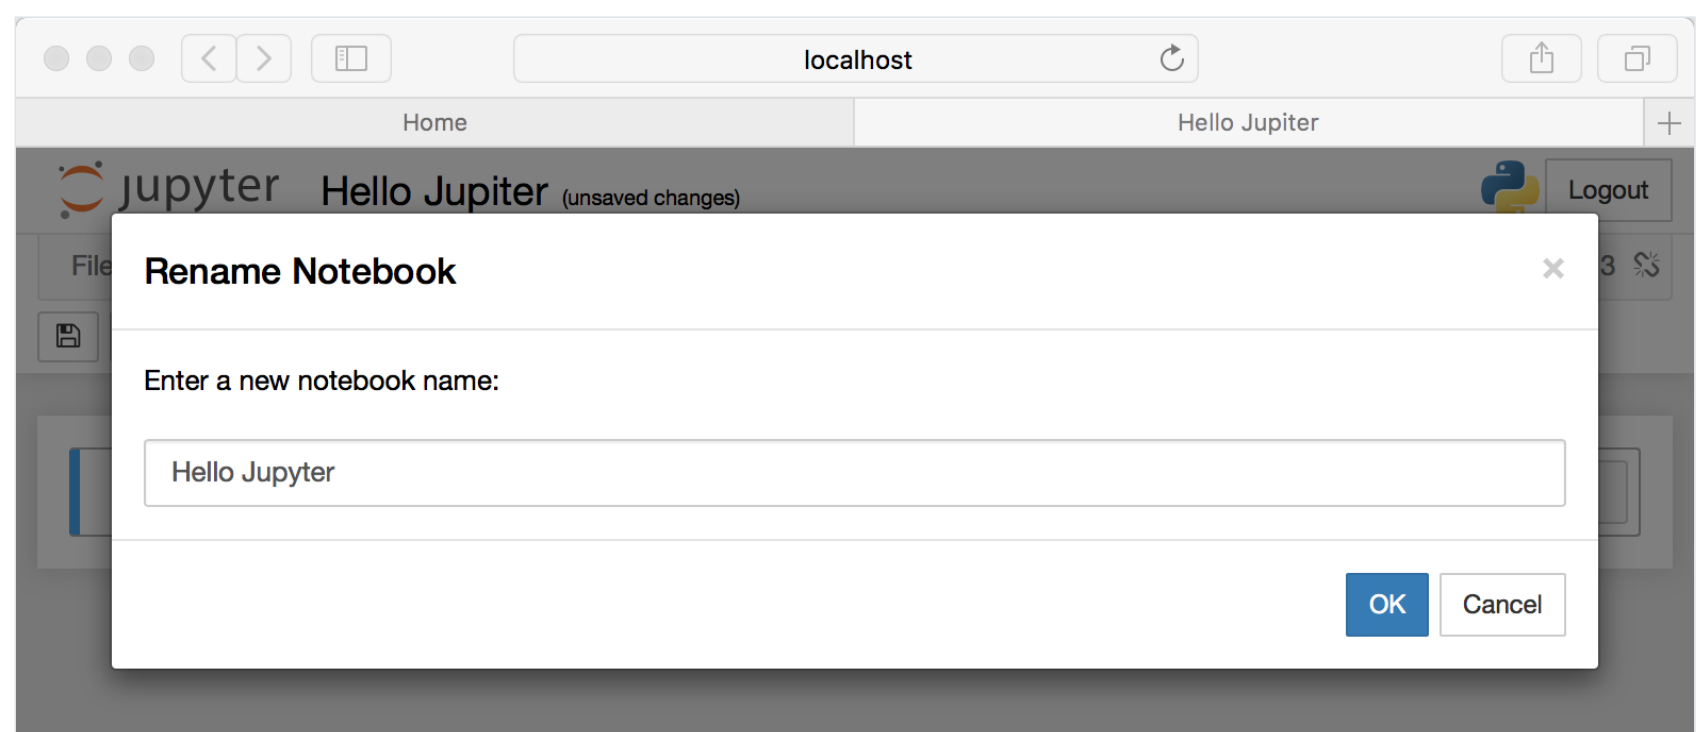 localhost
Home
Hello Jupiter
jupyter Hello Jupiter (unsaved changes)
Logout
File
3
Rename Notebook
Enter a new notebook name:
Hello Jupyter
OK
Cancel